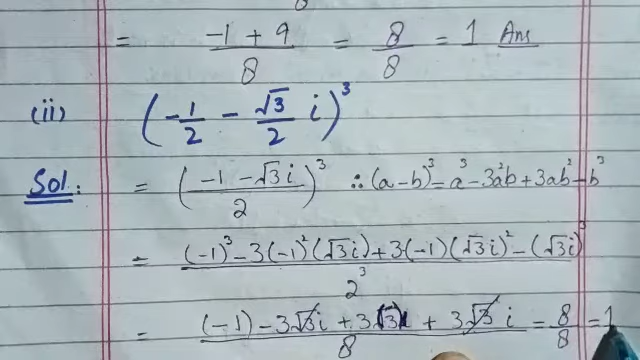 = (-1 + 9)/8 = 8/8 = 1 Ans
(ii) (-1/2 - √3/2 i)³
Sol: = ((-1 - √3i)/2)³ ∴ (a-b)³ = a³ - 3a²b + 3ab² - b³
= ((-1)³ - 3(-1)²(√3i) + 3(-1)(√3i)² - (√3i)³)/2³
= ((-1) - 3√3i + 3(3) + 3√3 i)/8 = 8/8 = 1